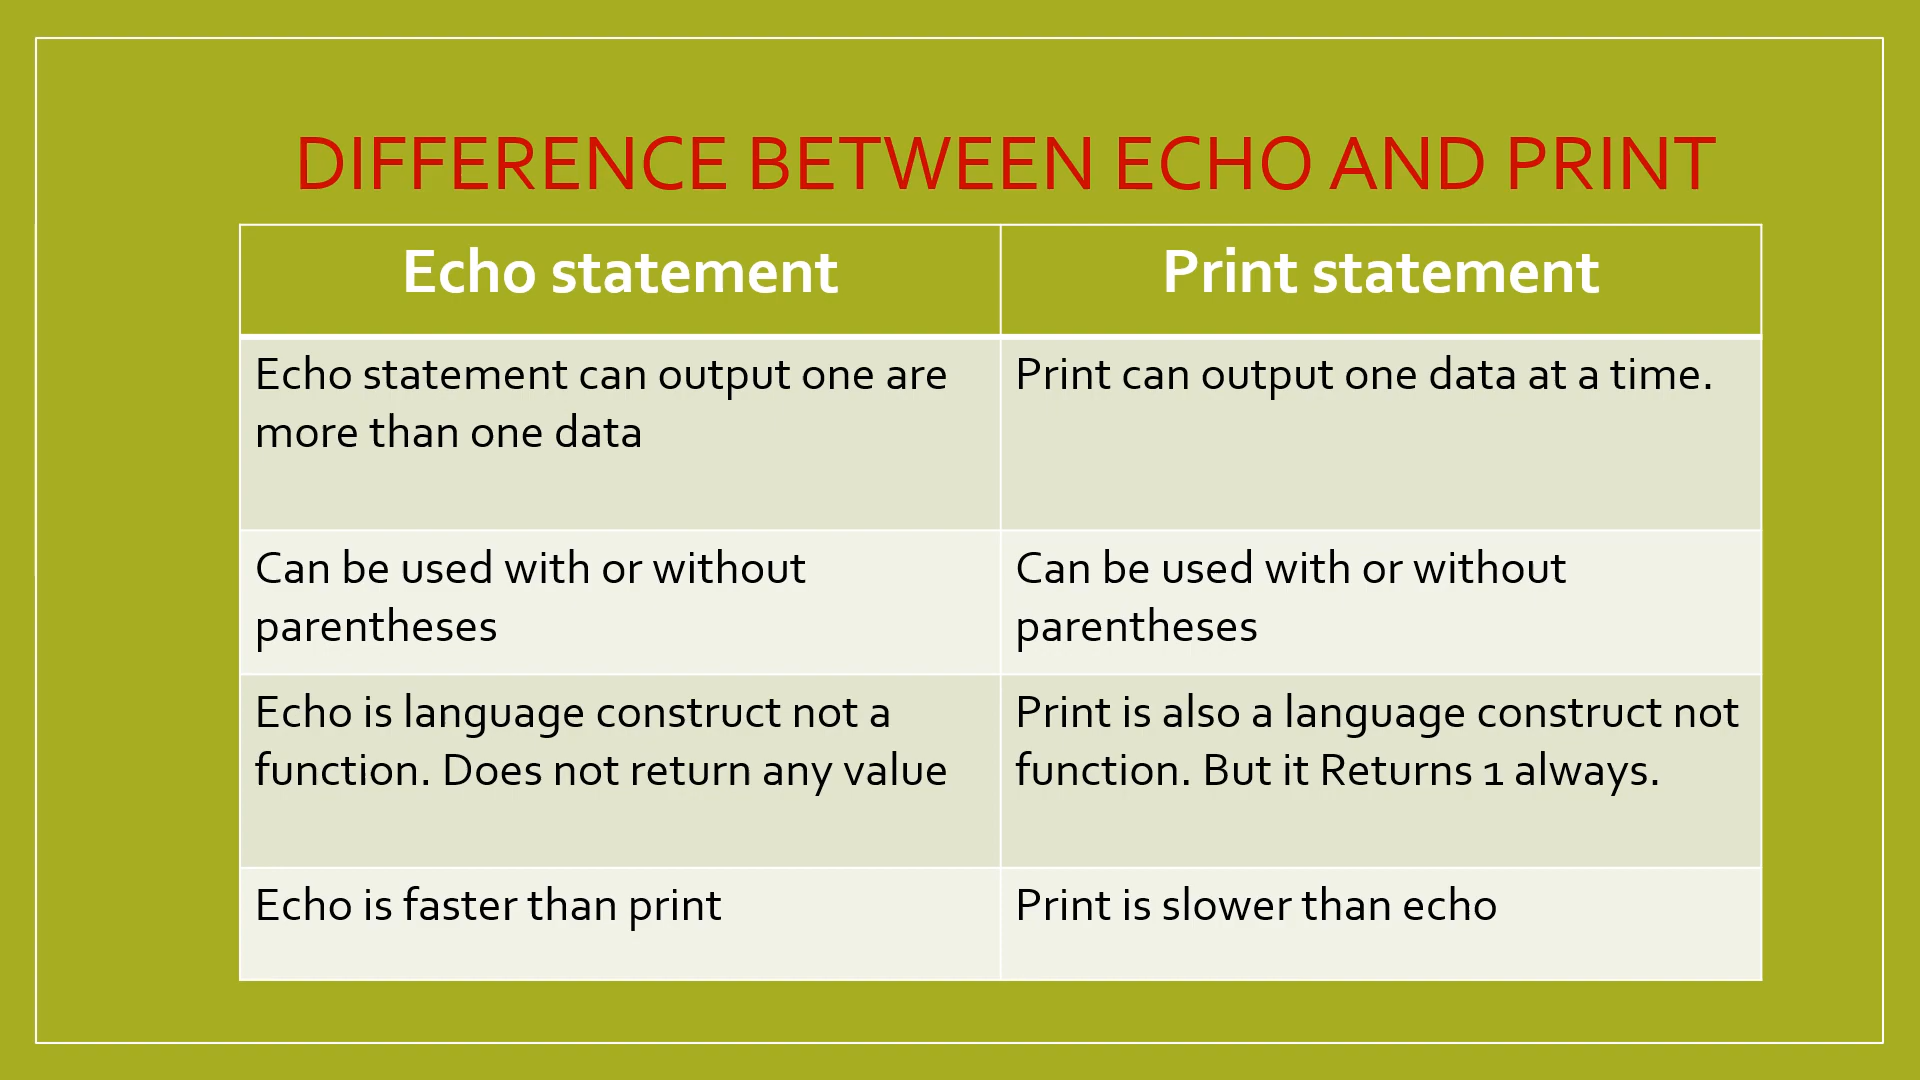 DIFFERENCE BETWEEN ECHO AND PRINT
Echo statement
Print statement
Echo statement can output one are
more than one data
Print can output one data at a time.
Can be used with or without
parentheses
Can be used with or without
parentheses
Echo is language construct not a
function. Does not return any value
Print is also a language construct not
function. But it Returns 1 always.
Echo is faster than print
Print is slower than echo